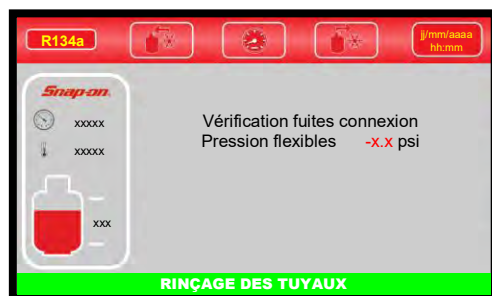 R134a
jj/mm/aaaa
hh:mm
Snap-on
xxxxx
xxxxx
xxx
Vérification fuites connexion
Pression flexibles -x.x psi
RINÇAGE DES TUYAUX